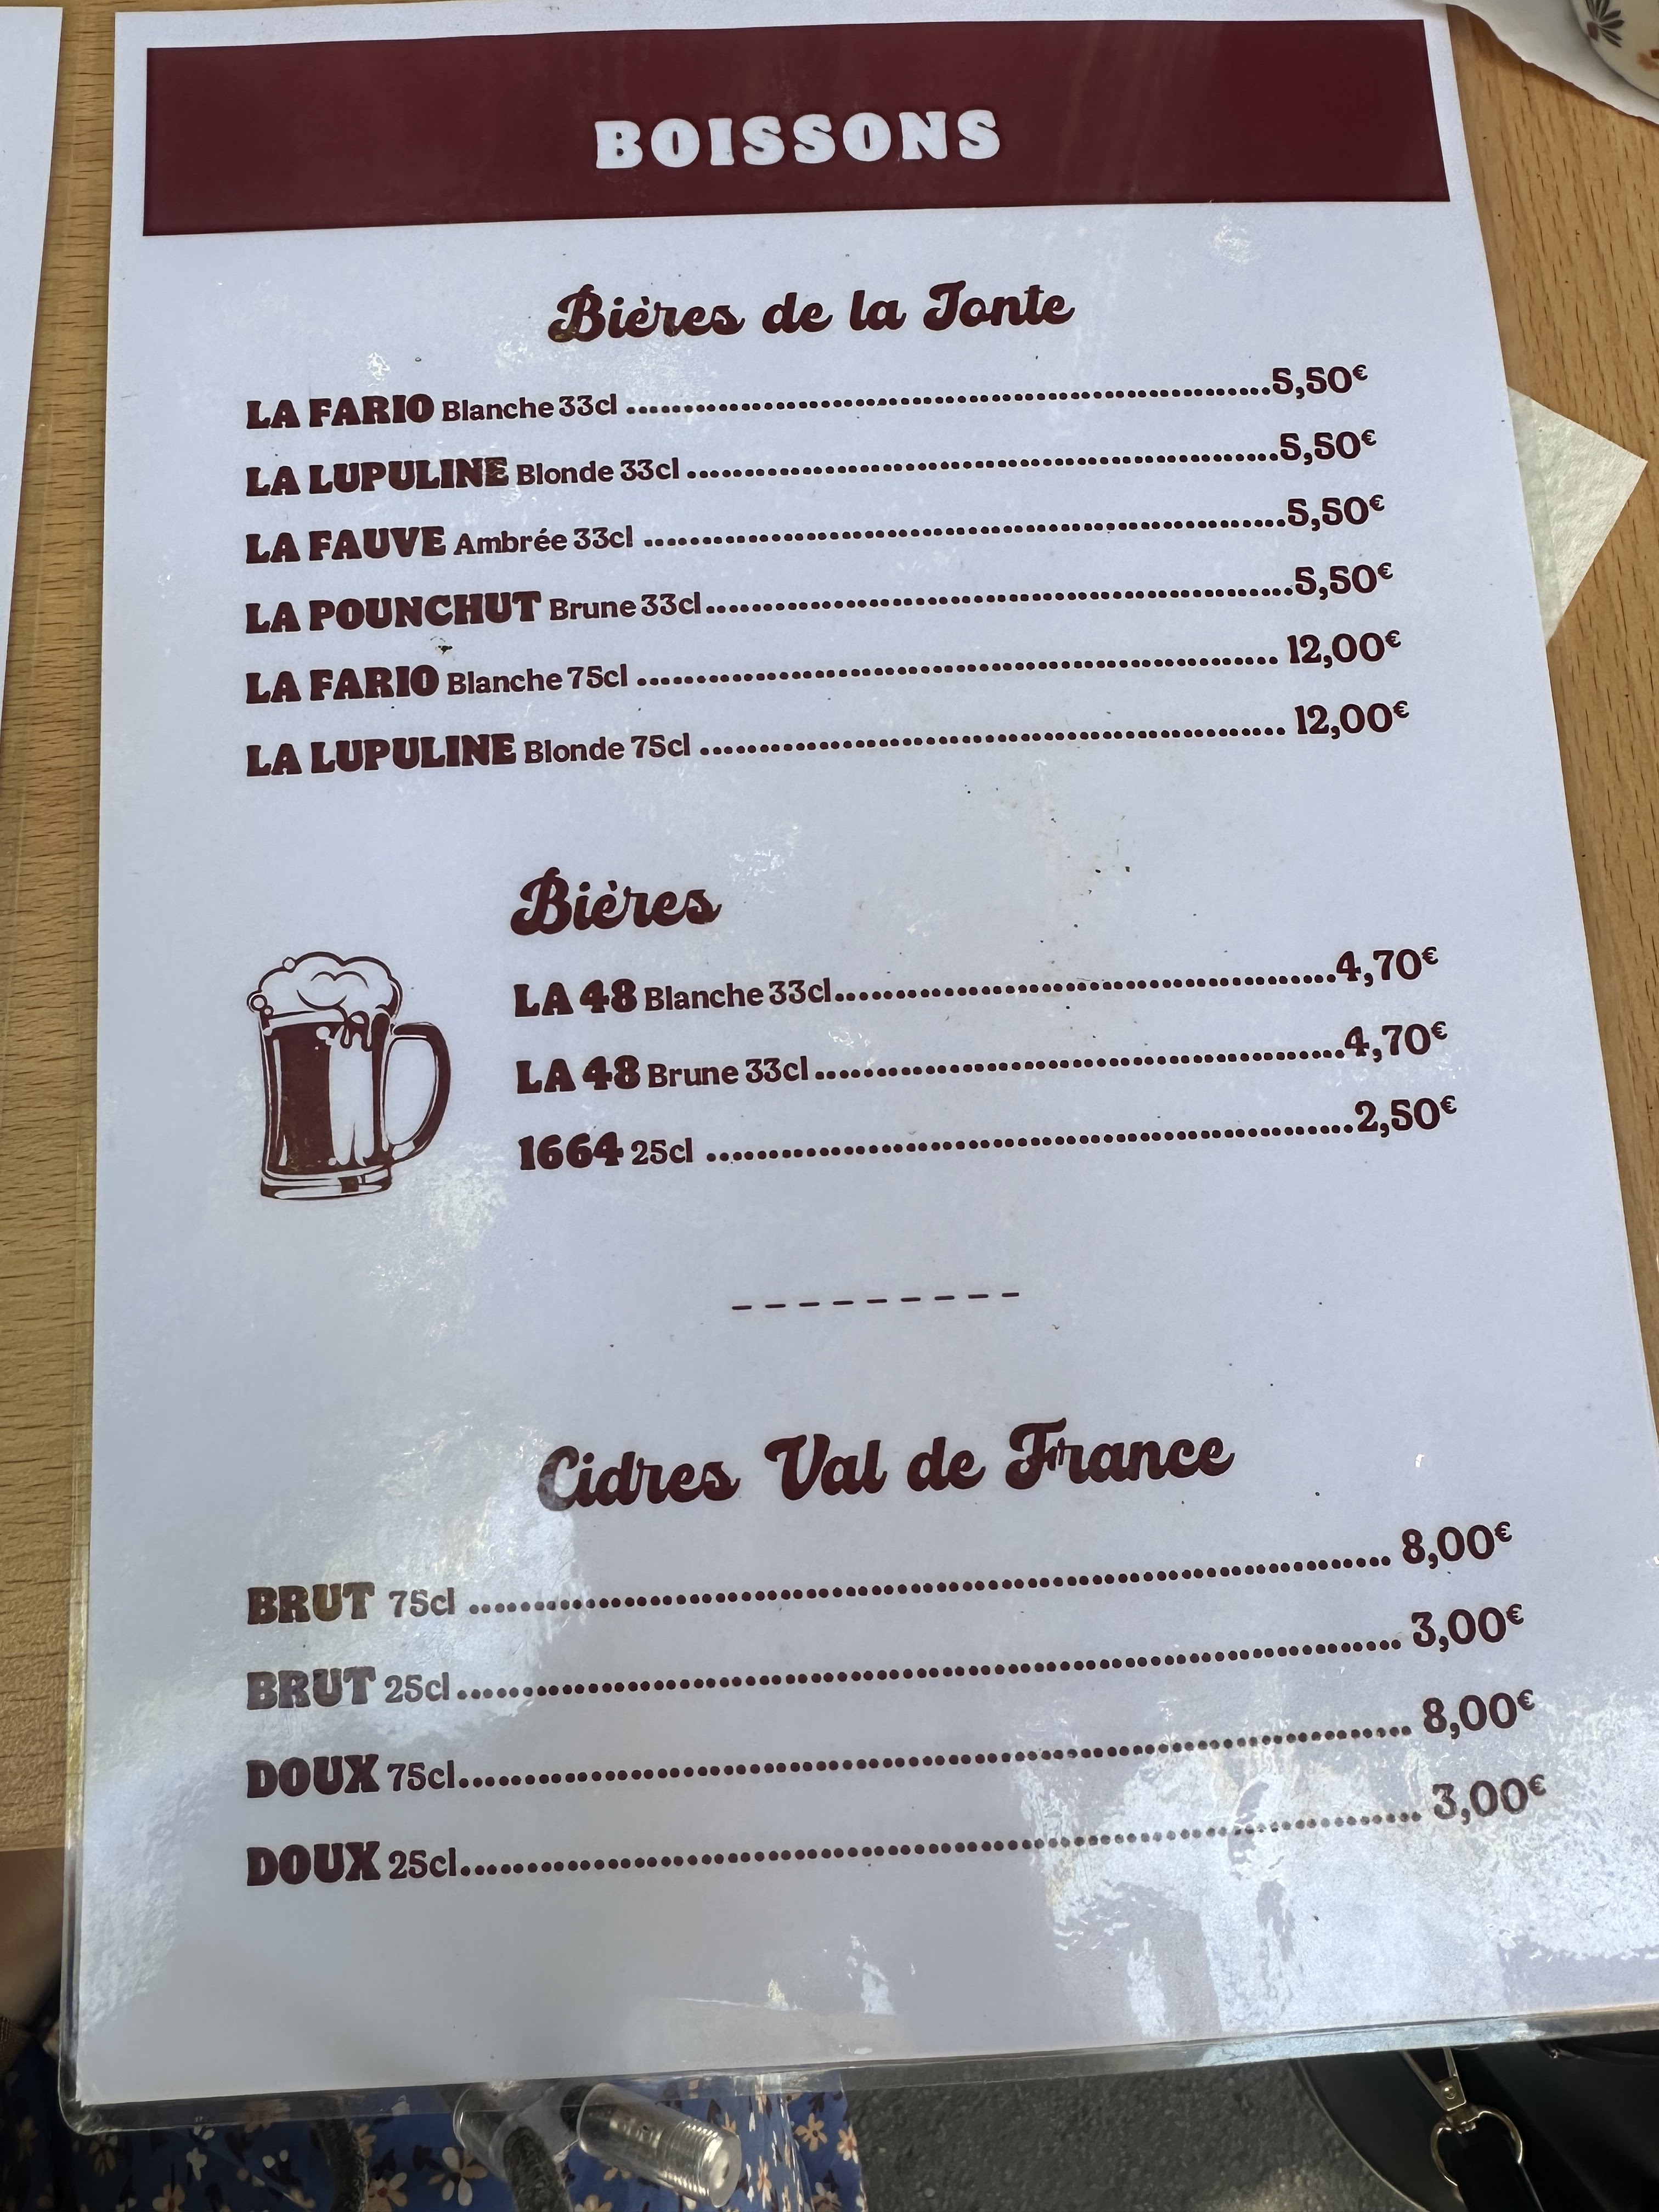 BOISSONS
Bières de la Jonte
LA FARIO Blanche 33cl ........................................................5,50€
LA LUPULINE Blonde 33cl ...................................................5,50€
LA FAUVE Ambrée 33cl .......................................................5,50€
LA POUNCHUT Brune 33cl...................................................5,50€
LA FARIO Blanche 75cl ....................................................... 12,00€
LA LUPULINE Blonde 75cl .................................................. 12,00€
Bières
LA 48 Blanche 33cl...........................................4,70€
LA 48 Brune 33cl.............................................4,70€
1664 25cl .......................................................2,50€
Cidres Val de France
BRUT 75cl ........................................................................ 8,00€
BRUT 25cl......................................................................... 3,00€
DOUX 75cl......................................................................... 8,00€
DOUX 25cl......................................................................... 3,00€